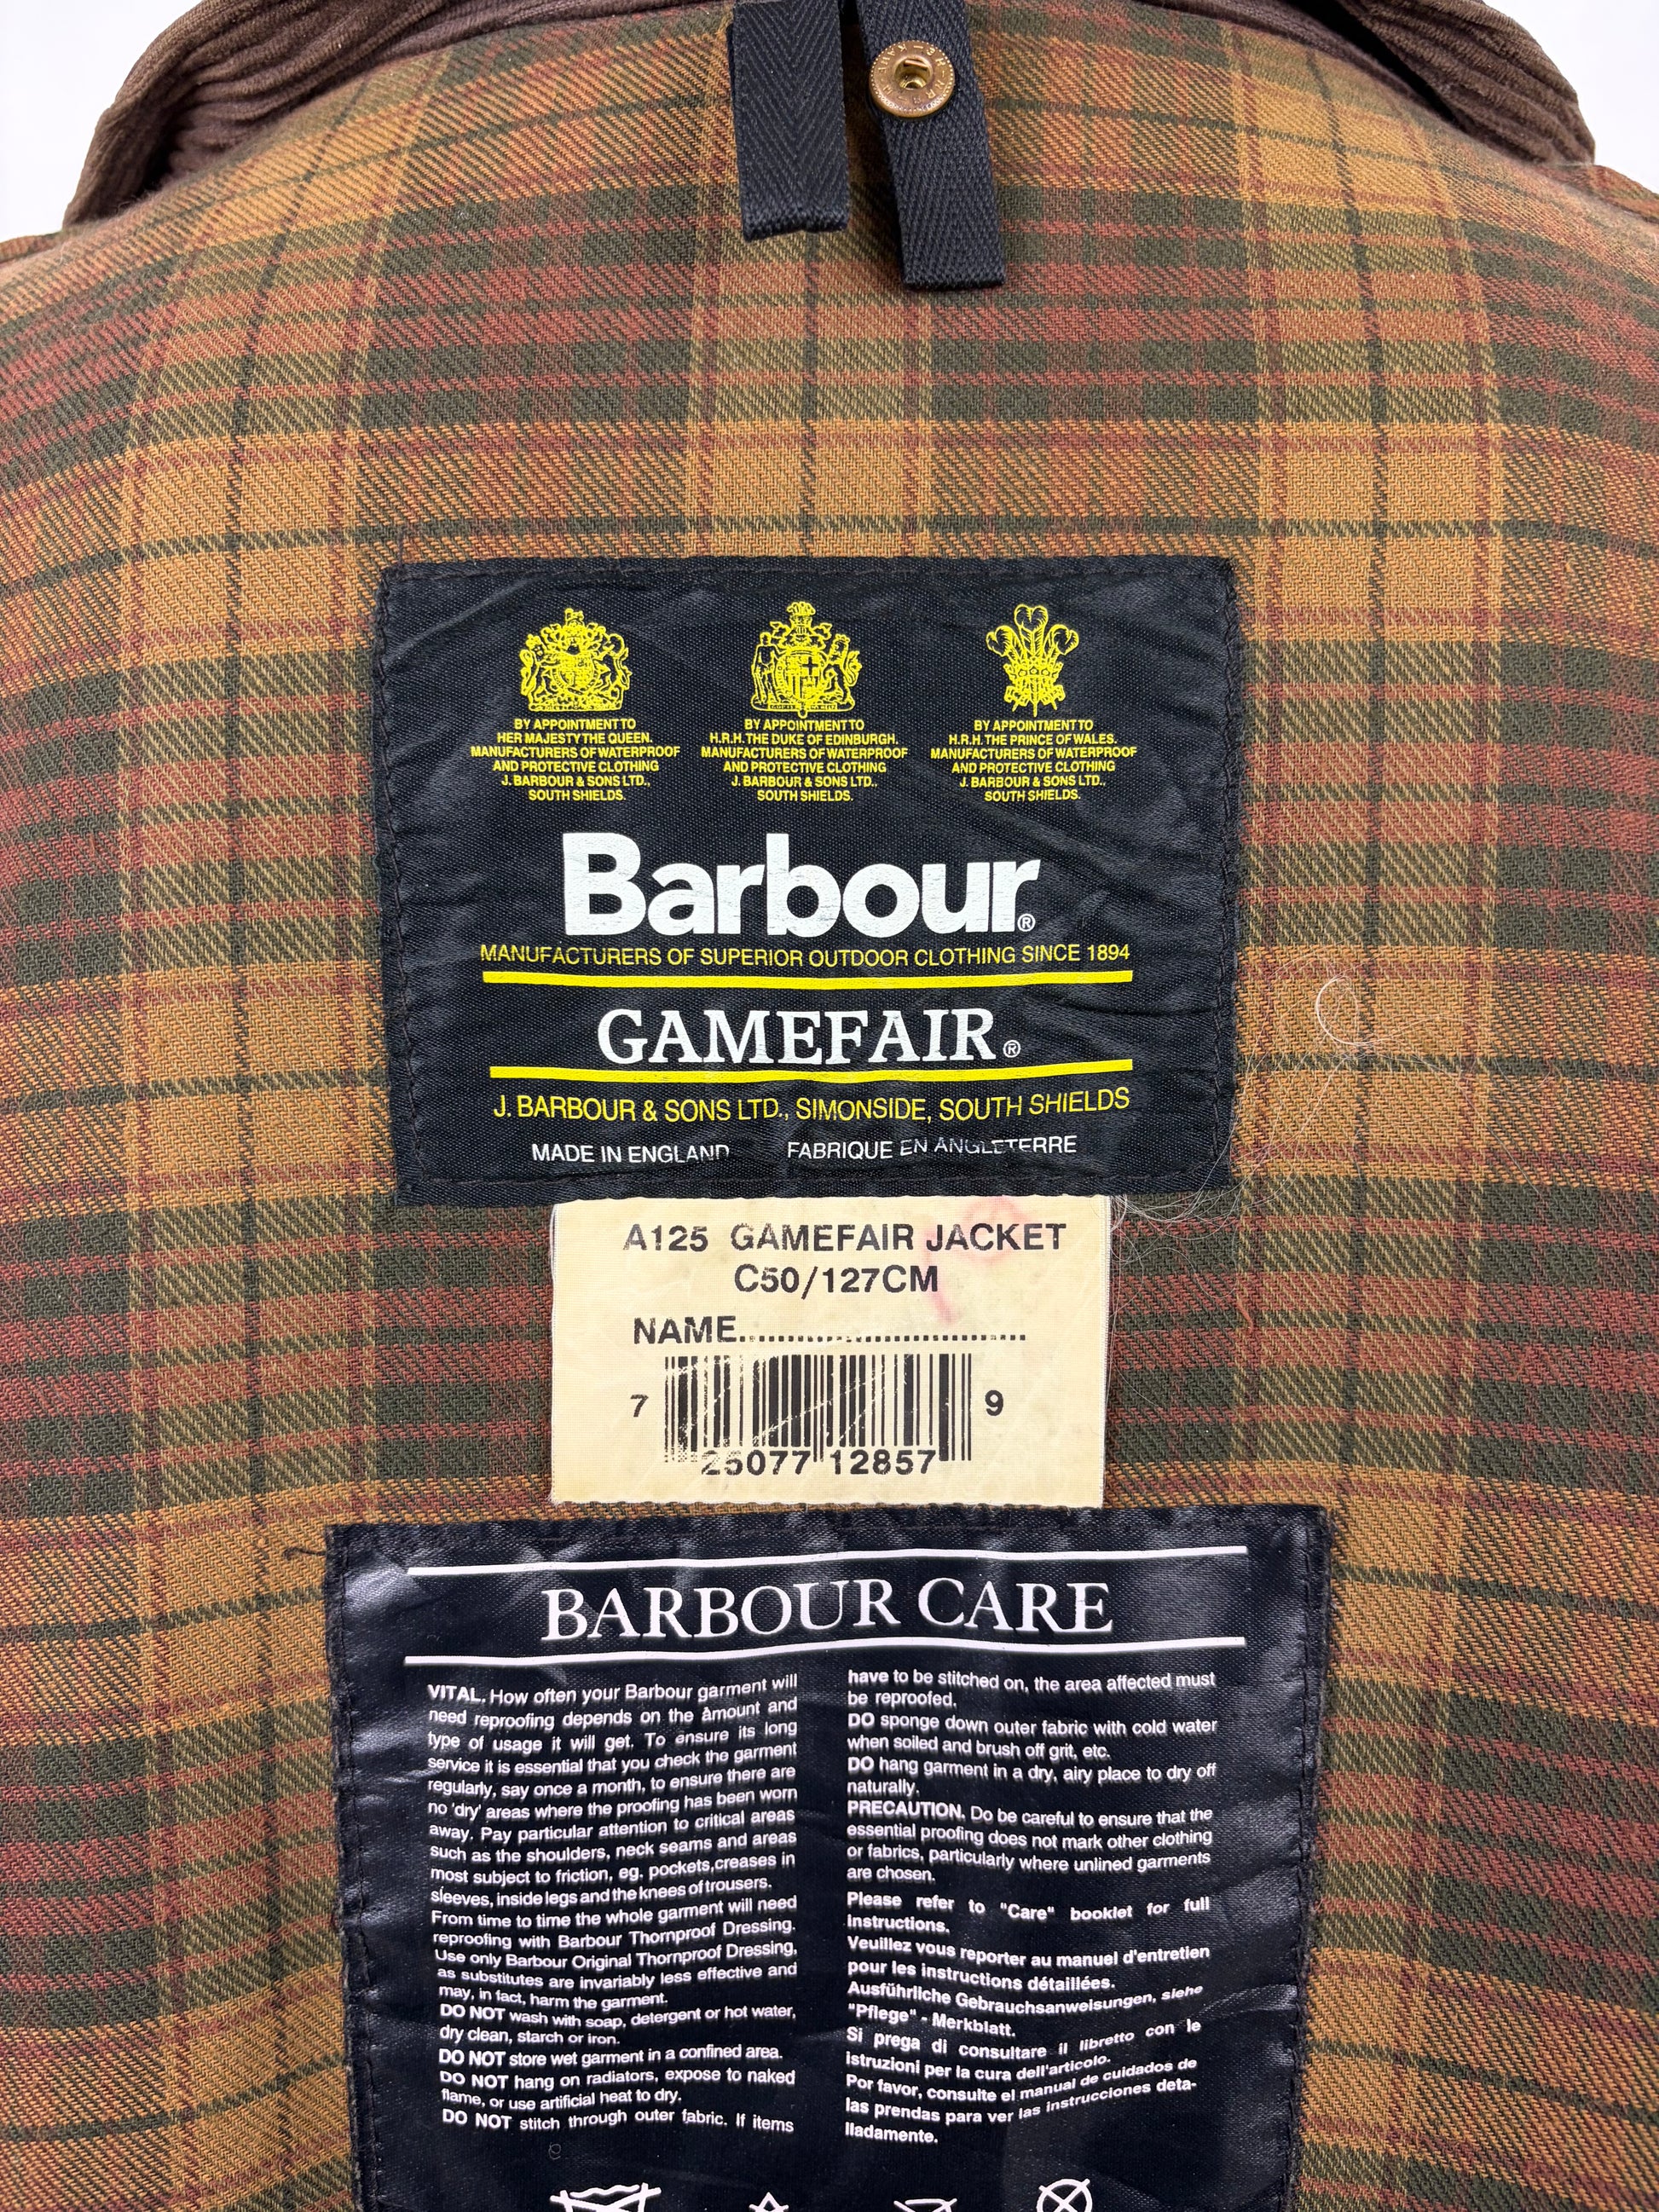 BY APPOINTMENT TO
HER MAJESTY THE QUEEN.
MANUFACTURERS OF WATERPROOF
AND PROTECTIVE CLOTHING
J. BARBOUR & SONS LTD.,
SOUTH SHIELDS.
BY APPOINTMENT TO
H.R.H. THE DUKE OF EDINBURGH.
MANUFACTURERS OF WATERPROOF
AND PROTECTIVE CLOTHING
J. BARBOUR & SONS LTD..
SOUTH SHIELDS.
BY APPOINTMENT TO
H.R.H. THE PRINCE OF WALES.
MANUFACTURERS OF WATERPROOF
AND PROTECTIVE CLOTHING
J. BARBOUR & SONS LTD.,
SOUTH SHIELDS.
Barbour®
MANUFACTURERS OF SUPERIOR OUTDOOR CLOTHING SINCE 1894
GAMEFAIR®
J. BARBOUR & SONS LTD., SIMONSIDE, SOUTH SHIELDS
MADE IN ENGLAND FABRIQUE EN ANGLETERRE
A125 GAMEFAIR JACKET
C50/127CM
NAME..............................
7 25077 12857 9
BARBOUR CARE
VITAL. How often your Barbour garment will
need reproofing depends on the amount and
type of usage it will get. To ensure its long
service it is essential that you check the garment
regularly, say once a month, to ensure there are
no 'dry' areas where the proofing has been worn
away. Pay particular attention to critical areas
such as the shoulders, neck seams and areas
most subject to friction, eg. pockets,creases in
sleeves, inside legs and the knees of trousers.
From time to time the whole garment will need
reproofing with Barbour Thornproof Dressing.
Use only Barbour Original Thornproof Dressing,
as substitutes are invariably less effective and
may, in fact, harm the garment.
DO NOT wash with soap, detergent or hot water,
dry clean, starch or iron.
DO NOT store wet garment in a confined area.
DO NOT hang on radiators, expose to naked
flame, or use artificial heat to dry.
DO NOT stitch through outer fabric. If items
have to be stitched on, the area affected must
be reproofed.
DO sponge down outer fabric with cold water
when soiled and brush off grit, etc.
DO hang garment in a dry, airy place to dry off
naturally.
PRECAUTION. Do be careful to ensure that the
essential proofing does not mark other clothing
or fabrics, particularly where unlined garments
are chosen.
Please refer to "Care" booklet for full
instructions.
Veuillez vous reporter au manuel d'entretien
pour les instructions détaillées.
Ausführliche Gebrauchsanweisungen, siehe
"Pflege" - Merkblatt.
Si prega di consultare il libretto con le
istruzioni per la cura dell'articolo.
Por favor, consulte el manual de cuidados de
las prendas para ver las instrucciones deta-
lladamente.